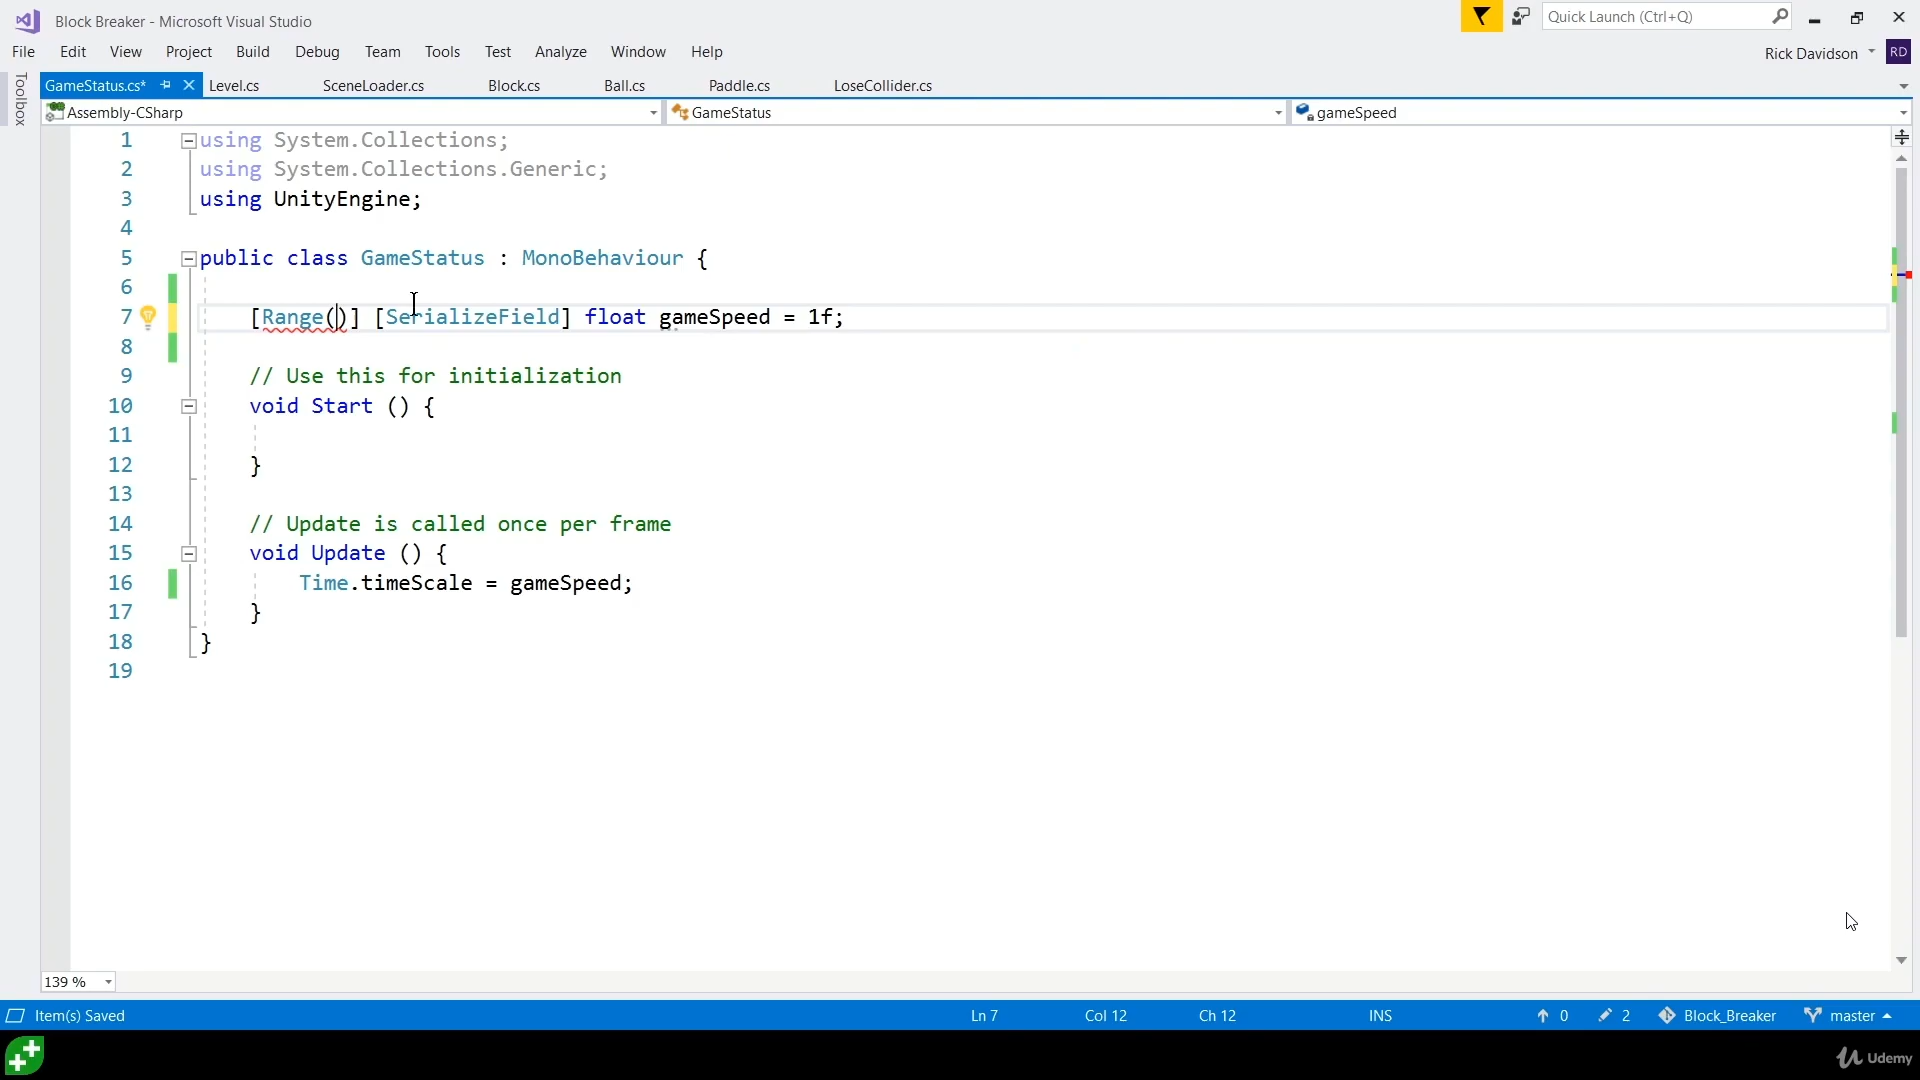 Block Breaker - Microsoft Visual Studio
Quick Launch (Ctrl+Q)
File Edit View Project Build Debug Team Tools Test Analyze Window Help
Rick Davidson RD
Toolbox
GameStatus.cs* Level.cs SceneLoader.cs Block.cs Ball.cs Paddle.cs LoseCollider.cs
Assembly-CSharp GameStatus gameSpeed
1 using System.Collections;
2 using System.Collections.Generic;
3 using UnityEngine;
4
5 public class GameStatus : MonoBehaviour {
6
7 [Range()] [SerializeField] float gameSpeed = 1f;
8
9 // Use this for initialization
10 void Start () {
11
12 }
13
14 // Update is called once per frame
15 void Update () {
16 Time.timeScale = gameSpeed;
17 }
18 }
19
139 %
Item(s) Saved Ln 7 Col 12 Ch 12 INS 0 2 Block_Breaker master
Udemy